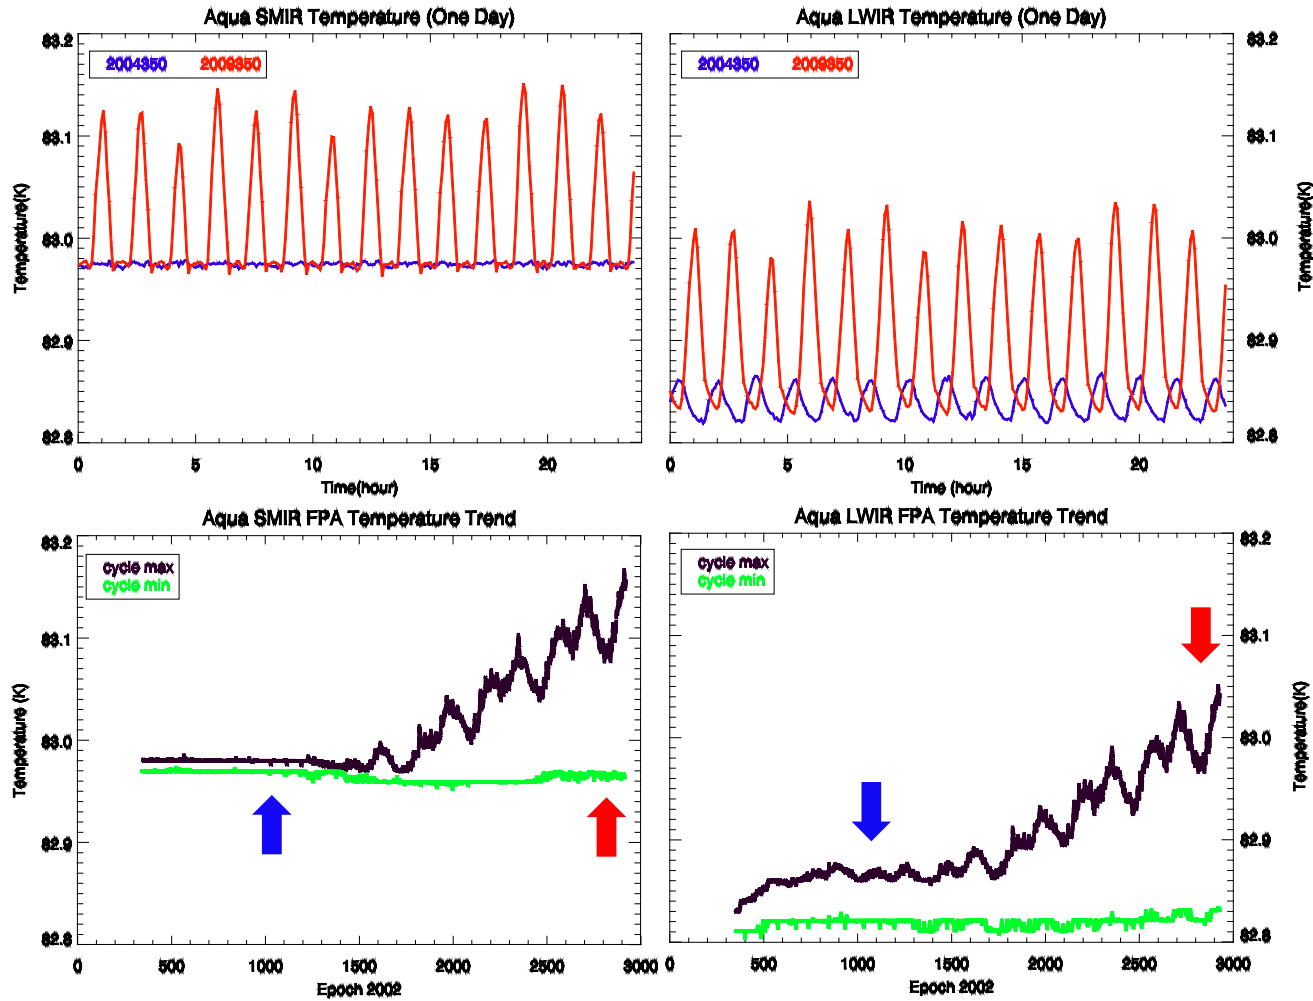 Aqua SMIR Temperature (One Day)
83.2
2004350 2009350
83.1
83.0
82.9
82.8
Temperature(K)
0 5 10 15 20
Time(hour)
Aqua LWIR Temperature (One Day)
83.2
2004350 2009350
83.1
83.0
82.9
82.8
Temperature(K)
0 5 10 15 20
Time (hour)
Aqua SMIR FPA Temperature Trend
83.2
cycle max
cycle min
83.1
83.0
82.9
82.8
Temperature (K)
0 500 1000 1500 2000 2500 3000
Epoch 2002
Aqua LWIR FPA Temperature Trend
83.2
cycle max
cycle min
83.1
83.0
82.9
82.8
Temperature(K)
500 1000 1500 2000 2500 3000
Epoch 2002